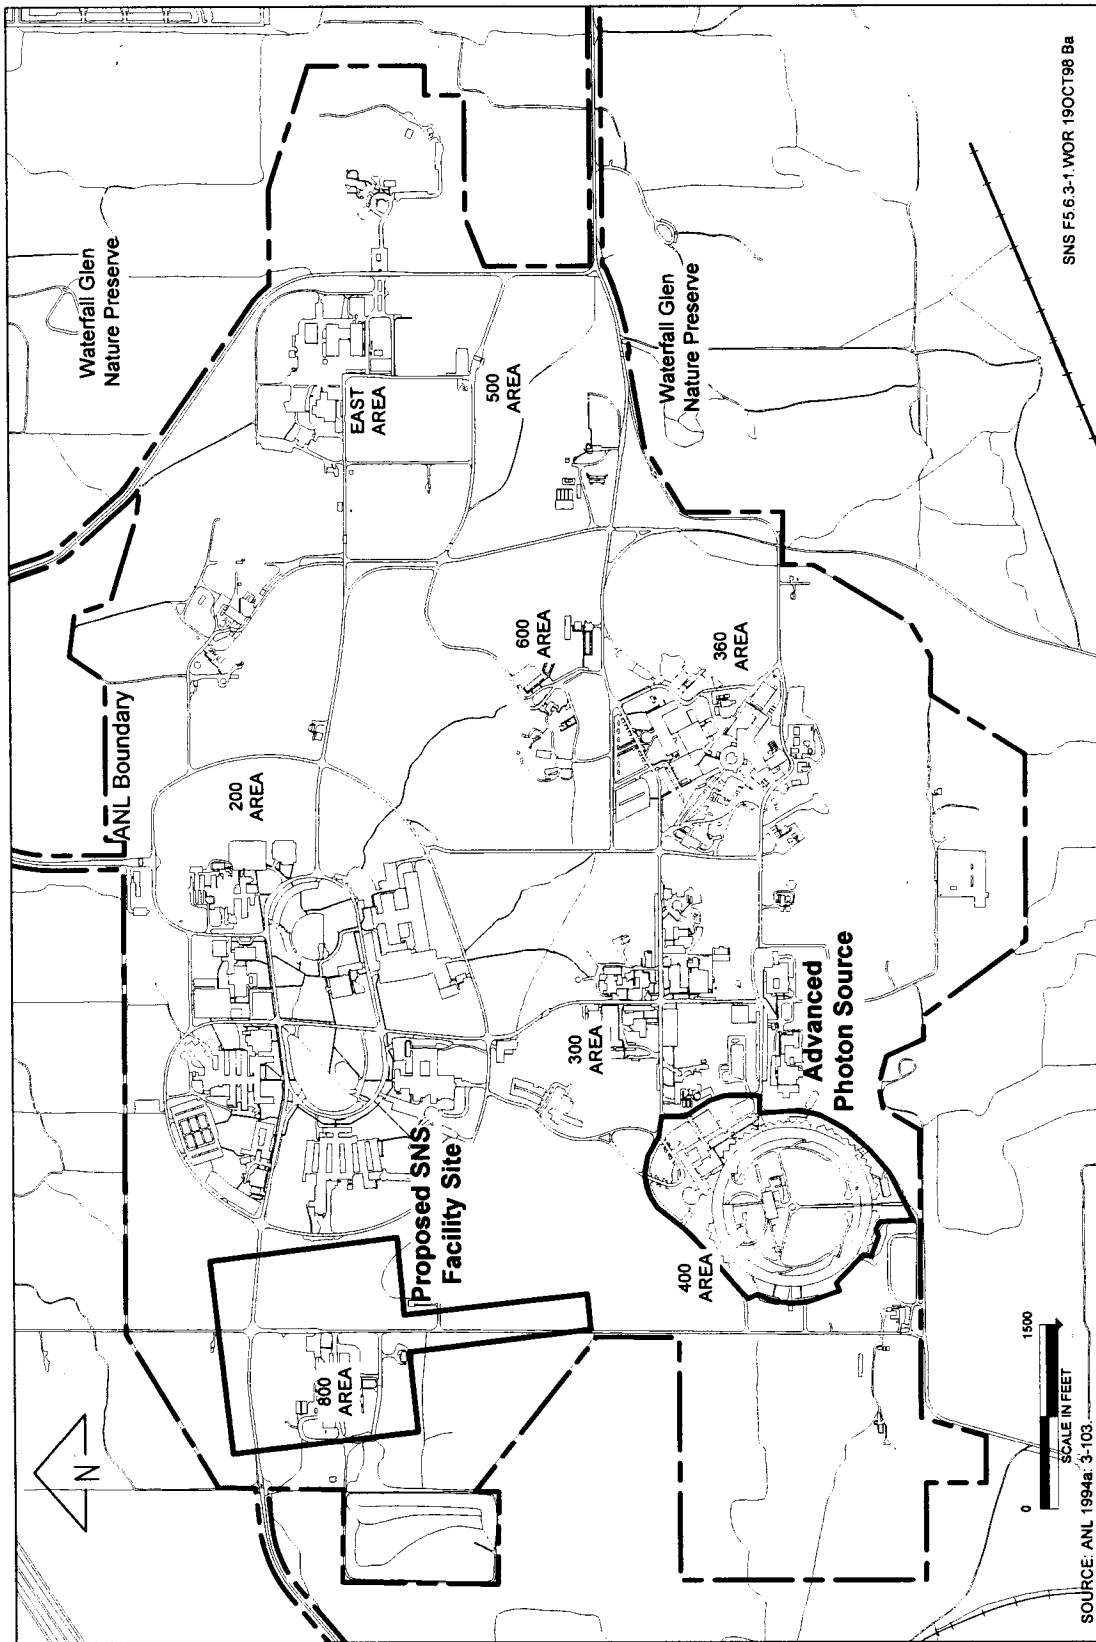 N
Waterfall Glen
Nature Preserve
ANL Boundary
200
AREA
EAST
AREA
800
AREA
Proposed SNS
Facility Site
500
AREA
600
AREA
300
AREA
Waterfall Glen
Nature Preserve
360
AREA
400
AREA
Advanced
Photon Source
0
1500
SCALE IN FEET
SOURCE: ANL 1994a: 3-103.
SNS F5.6.3-1.WOR 19OCT98 Ba